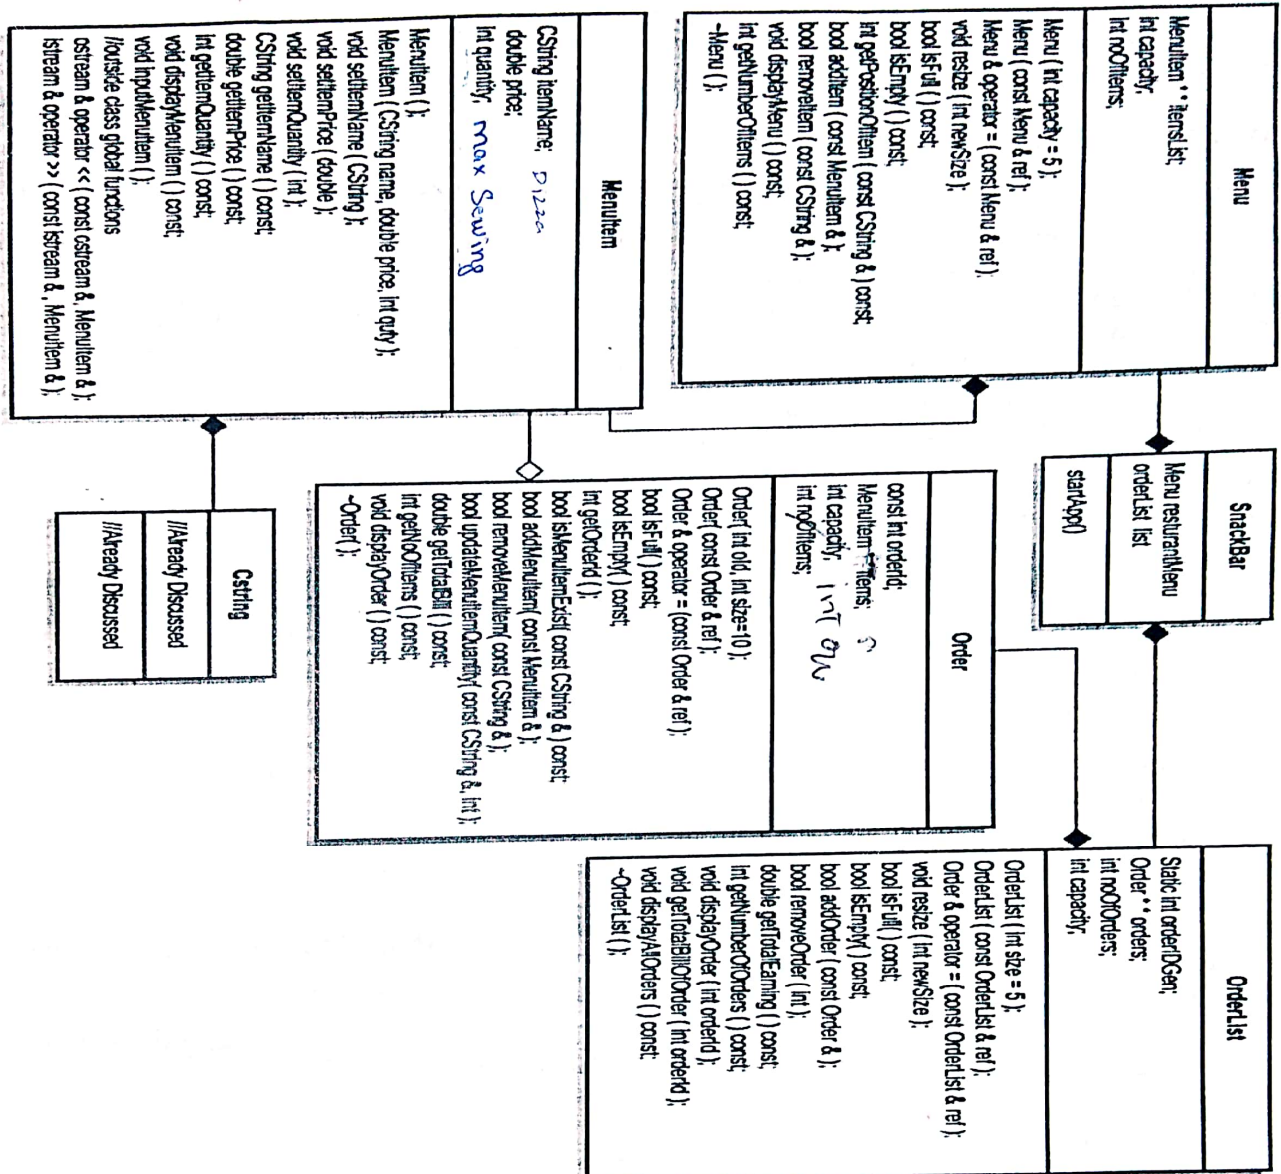 Menu
MenuItem * * itemsList;
int capacity;
int noOfItems;
Menu ( int capacity = 5 );
Menu ( const Menu & ref );
Menu & operator = ( const Menu & ref );
void resize ( int newSize );
bool isFull ( ) const;
bool isEmpty ( ) const;
int getPositionOfItem ( const CString & ) const;
bool addItem ( const MenuItem & );
bool removeItem ( const CString & );
void displayMenu ( ) const;
int getNumberOfItems ( ) const;
~Menu ( );
SnackBar
Menu resturantMenu
orderList list
startApp()
OrderList
Static int orderIDGen;
Order * * orders;
int noOfOrders;
int capacity;
OrderList ( int size = 5 );
OrderList ( const OrderList & ref );
Order & operator = ( const OrderList & ref );
void resize ( int newSize );
bool isFull( ) const;
bool isEmpty( ) const;
bool addOrder ( const Order & );
bool removeOrder ( int );
double getTotalEarning ( ) const;
int getNumberOfOrders ( ) const;
void displayOrder ( int orderId );
void getTotalBillOfOrder ( int orderId );
void displayAllOrders ( ) const;
~OrderList ( );
MenuItem
CString itemName; Pizza
double price;
int quantity; max Serving
MenuItem ( );
MenuItem ( CString name, double price, int quty );
void setItemName ( CString );
void setItemPrice ( double );
void setItemQuantity ( int );
CString getItemName ( ) const;
double getItemPrice ( ) const;
int getItemQuantity ( ) const;
void displayMenuItem ( ) const;
void inputMenuItem ( );
//outside class global functions
ostream & operator << ( const ostream &, MenuItem & );
istream & operator >> ( const istream & , MenuItem & );
Order
const int orderId;
MenuItem items;
int capacity; int
int noOfItems;
Order( int oId, int size=10 );
Order( const Order & ref );
Order & operator = (const Order & ref );
bool isFull( ) const;
bool isEmpty( ) const;
int getOrderId ( );
bool isMenuItemExist( const CString & ) const;
bool addMenuItem( const MenuItem & );
bool removeMenuItem( const CString & );
bool updateMenuItemQuantity( const CString &, int );
double getTotalBill ( ) const;
int getNoOfItems ( ) const;
void displayOrder ( ) const;
~Order( );
Cstring
//Already Discussed
//Already Discussed